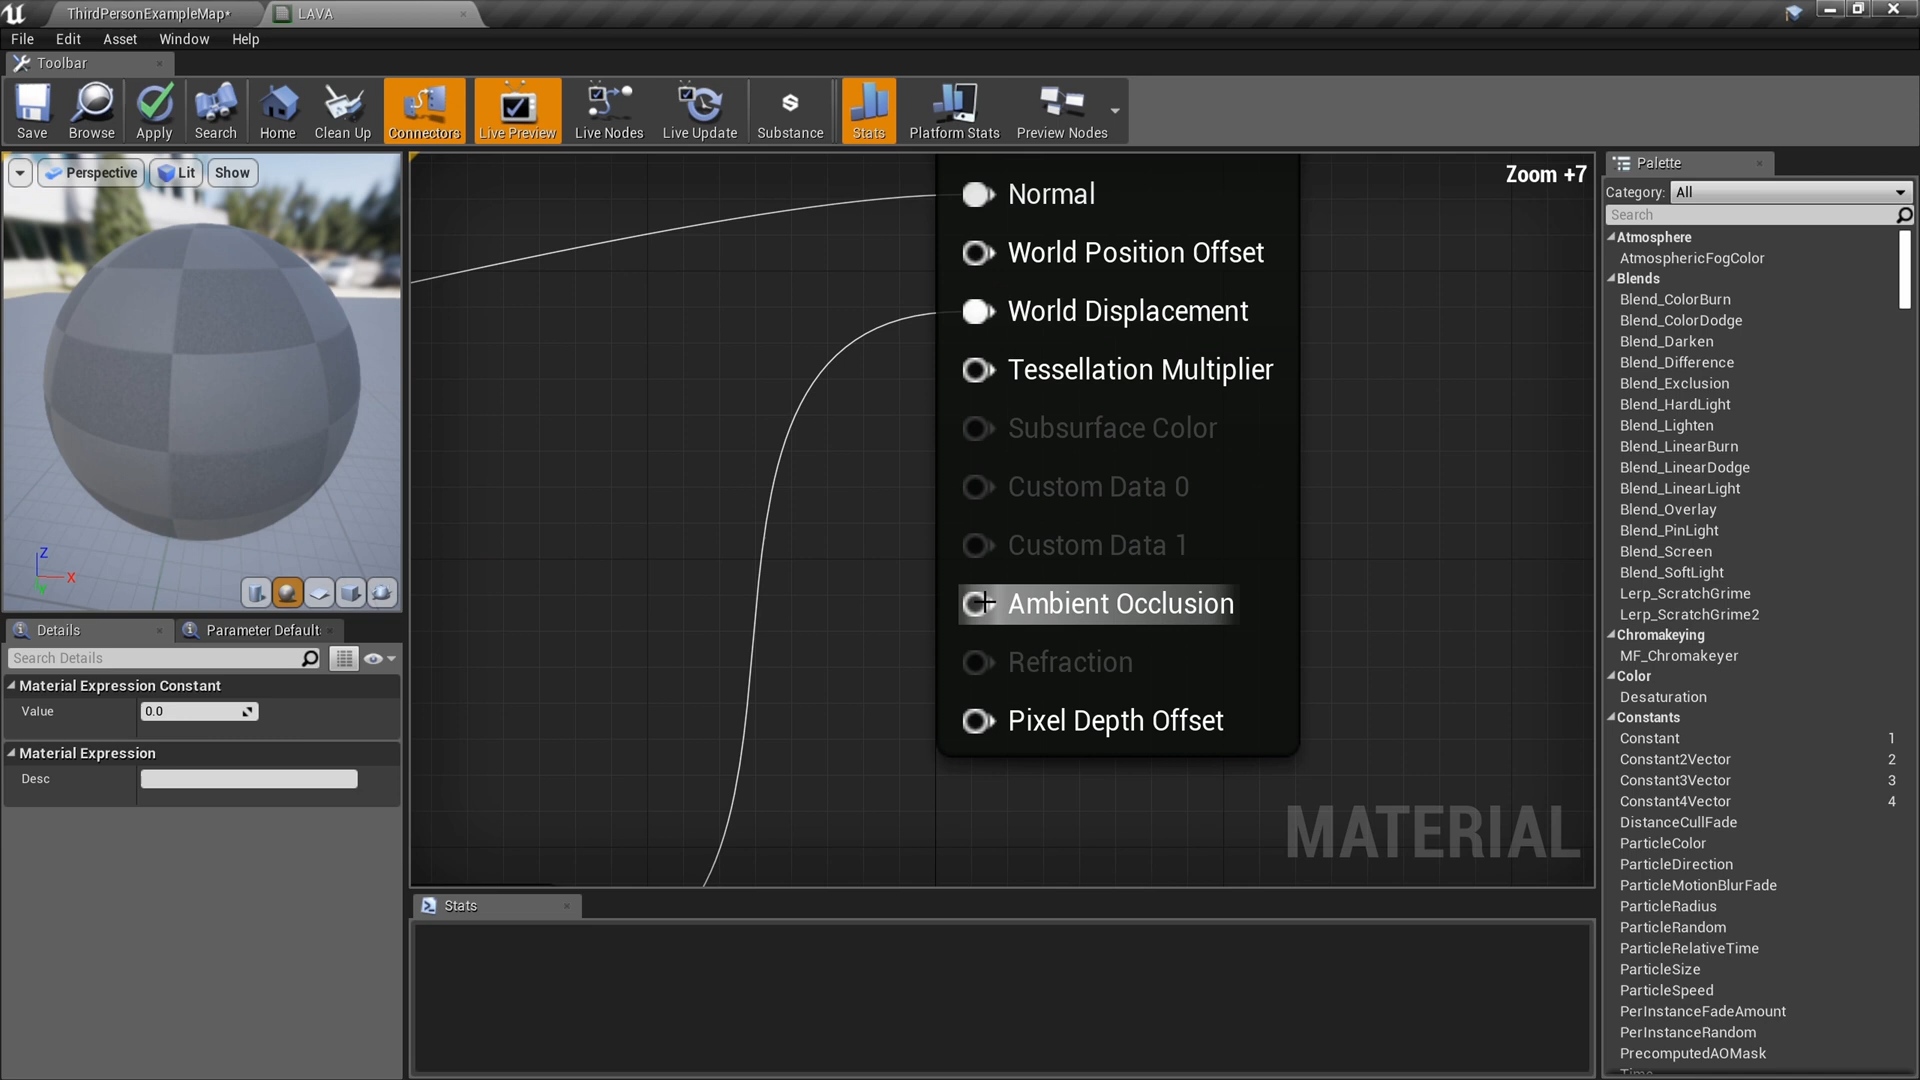 ThirdPersonExampleMap*
LAVA
File Edit Asset Window Help
Toolbar
Save Browse Apply Search Home Clean Up Connectors Live Preview Live Nodes Live Update Substance Stats Platform Stats Preview Nodes
Perspective Lit Show
Z
X
Y
Details
Parameter Default
Search Details
Material Expression Constant
Value 0.0
Material Expression
Desc
Zoom +7
Normal
World Position Offset
World Displacement
Tessellation Multiplier
Subsurface Color
Custom Data 0
Custom Data 1
Ambient Occlusion
Refraction
Pixel Depth Offset
MATERIAL
Stats
Palette
Category: All
Search
Atmosphere
AtmosphericFogColor
Blends
Blend_ColorBurn
Blend_ColorDodge
Blend_Darken
Blend_Difference
Blend_Exclusion
Blend_HardLight
Blend_Lighten
Blend_LinearBurn
Blend_LinearDodge
Blend_LinearLight
Blend_Overlay
Blend_PinLight
Blend_Screen
Blend_SoftLight
Lerp_ScratchGrime
Lerp_ScratchGrime2
Chromakeying
MF_Chromakeyer
Color
Desaturation
Constants
Constant 1
Constant2Vector 2
Constant3Vector 3
Constant4Vector 4
DistanceCullFade
ParticleColor
ParticleDirection
ParticleMotionBlurFade
ParticleRadius
ParticleRandom
ParticleRelativeTime
ParticleSize
ParticleSpeed
PerInstanceFadeAmount
PerInstanceRandom
PrecomputedAOMask